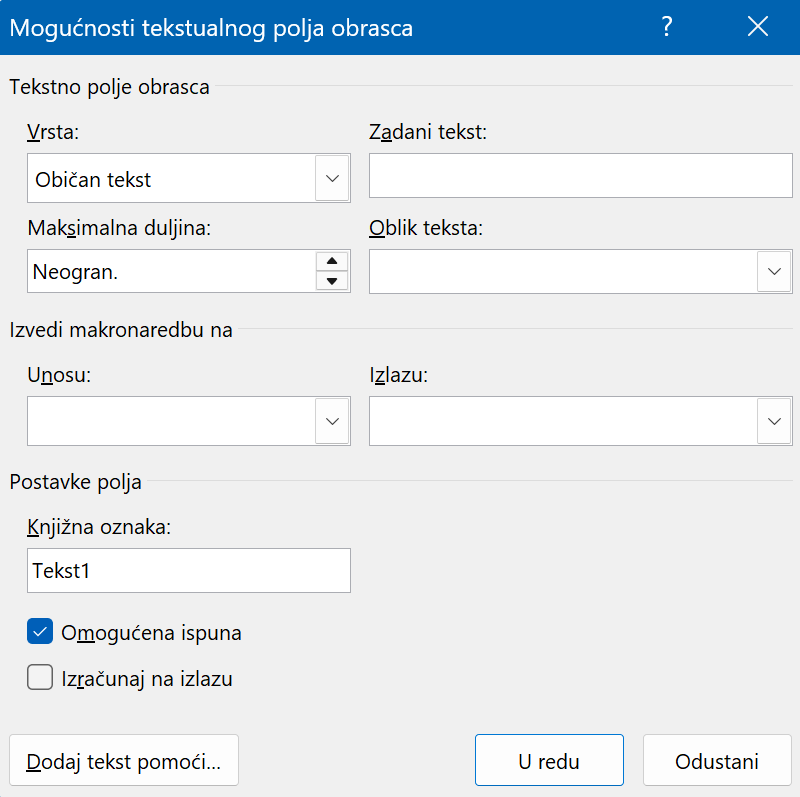 Mogućnosti tekstualnog polja obrasca ?
Tekstno polje obrasca
Vrsta: Zadani tekst:
Običan tekst
Maksimalna duljina: Oblik teksta:
Neogran.
Izvedi makronaredbu na
Unosu: Izlazu:
Postavke polja
Knjižna oznaka:
Tekst1
Omogućena ispuna
Izračunaj na izlazu
Dodaj tekst pomoći... U redu Odustani